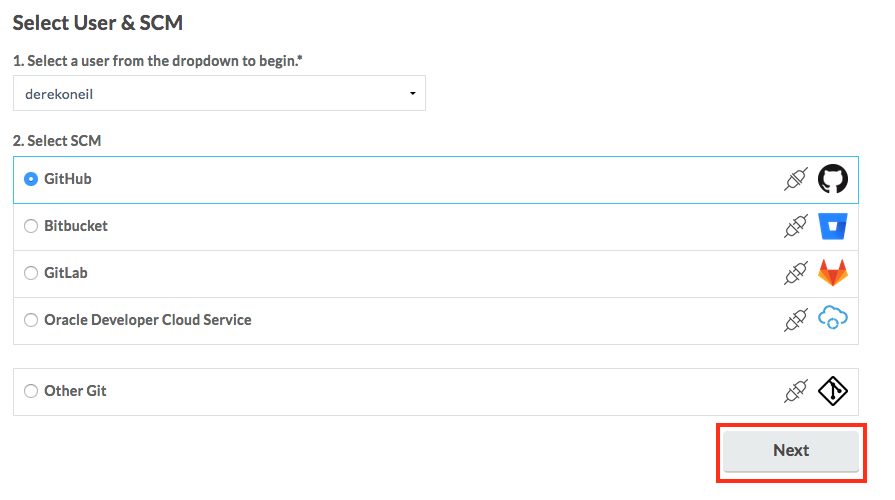 Select User & SCM
1. Select a user from the dropdown to begin.*
derekoneil
2. Select SCM
GitHub
Bitbucket
GitLab
Oracle Developer Cloud Service
Other Git
Next